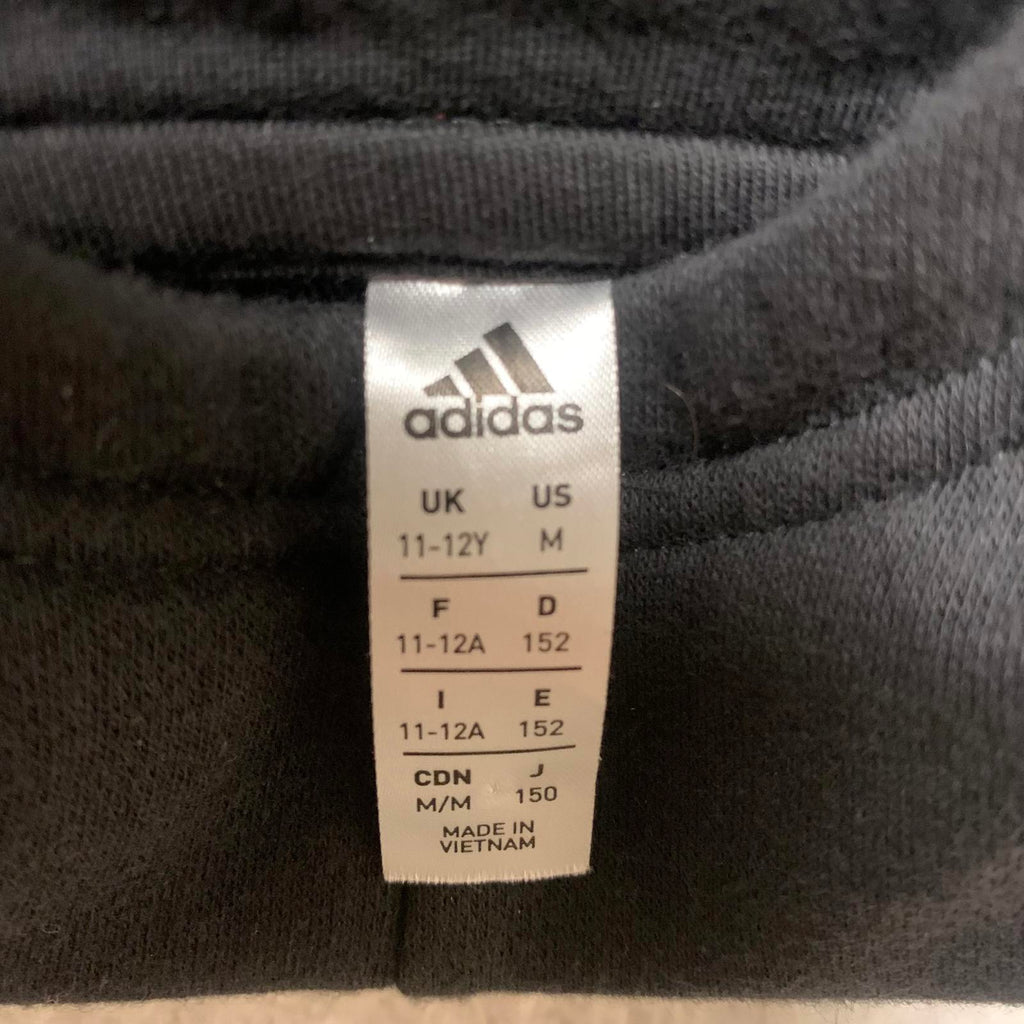 adidas
UK US
11-12Y M
F D
11-12A 152
I E
11-12A 152
CDN J
M/M 150
MADE IN
VIETNAM